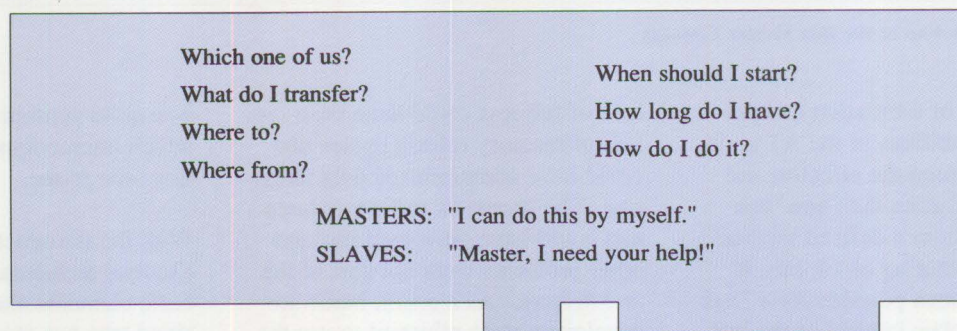 Which one of us?
What do I transfer?
Where to?
Where from?
When should I start?
How long do I have?
How do I do it?
MASTERS: "I can do this by myself."
SLAVES: "Master, I need your help!"